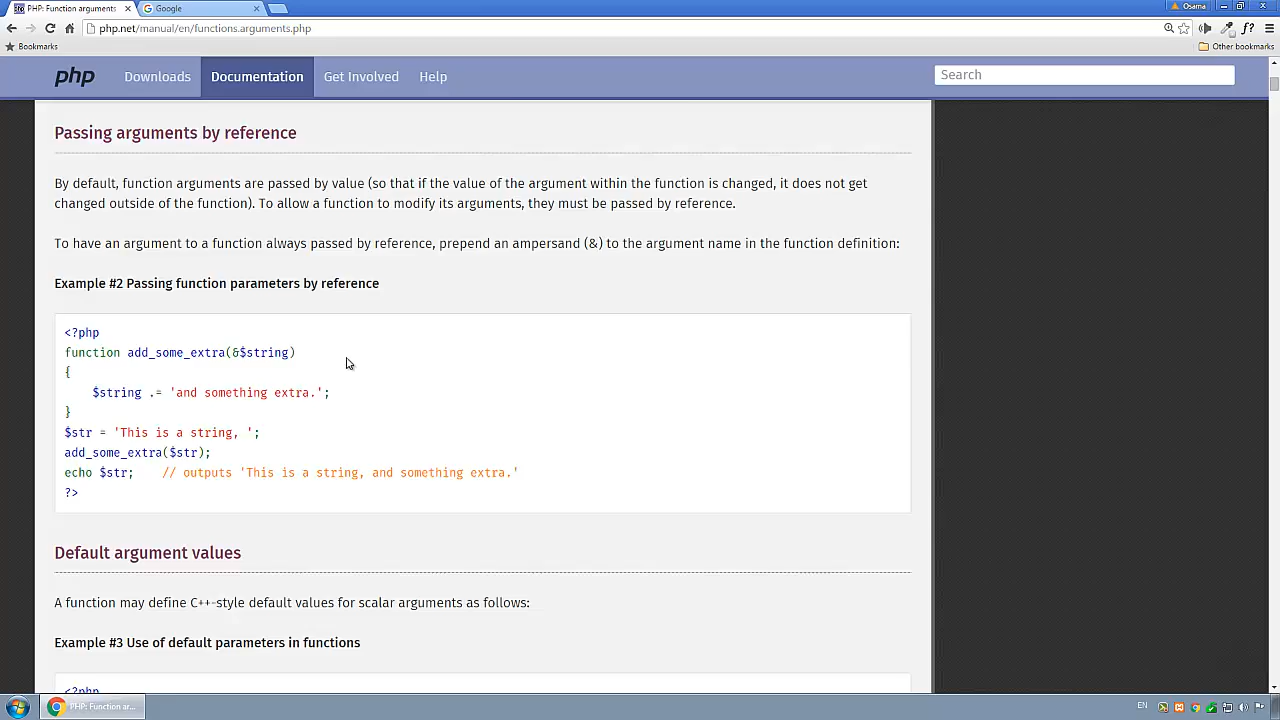 PHP: Function arguments
Google
Osama
php.net/manual/en/functions.arguments.php
Bookmarks
Other bookmarks
php
Downloads
Documentation
Get Involved
Help
Search
Passing arguments by reference
By default, function arguments are passed by value (so that if the value of the argument within the function is changed, it does not get
changed outside of the function). To allow a function to modify its arguments, they must be passed by reference.
To have an argument to a function always passed by reference, prepend an ampersand (&) to the argument name in the function definition:
Example #2 Passing function parameters by reference
<?php
function add_some_extra(&$string)
{
    $string .= 'and something extra.';
}
$str = 'This is a string, ';
add_some_extra($str);
echo $str;    // outputs 'This is a string, and something extra.'
?>
Default argument values
A function may define C++-style default values for scalar arguments as follows:
Example #3 Use of default parameters in functions
<?php
PHP: Function ar...
EN